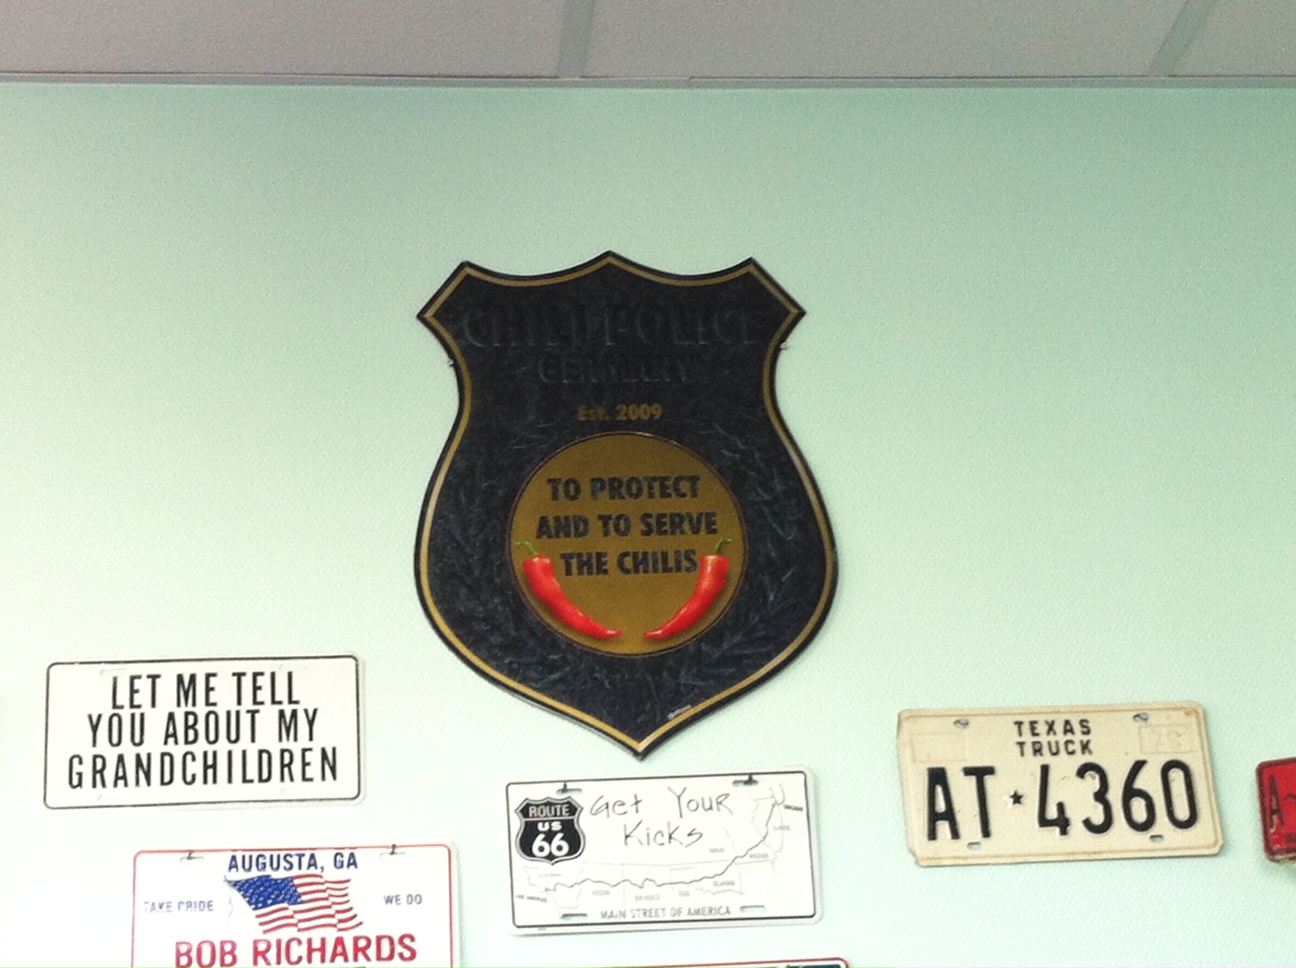 CHILI POLICE
GERMANY
Est. 2009
TO PROTECT
AND TO SERVE
THE CHILIS
LET ME TELL
YOU ABOUT MY
GRANDCHILDREN
TEXAS
TRUCK
AT★4360
ROUTE
US
66
Get Your
Kicks
MAIN STREET OF AMERICA
AUGUSTA, GA
TAKE PRIDE
WE DO
BOB RICHARDS
A